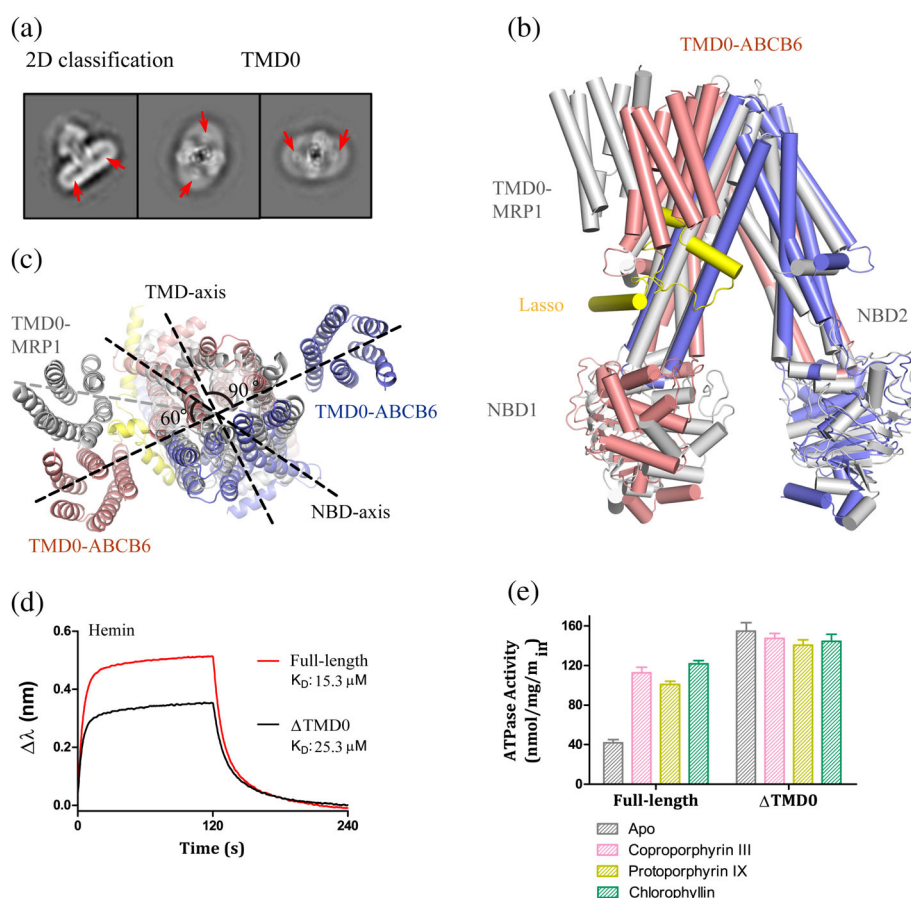 (a)
2D classification TMD0
(b)
TMD0-ABCB6
TMD0-
MRP1
Lasso
NBD2
NBD1
(c)
TMD-axis
TMD0-
MRP1
90°
60°
TMD0-ABCB6
NBD-axis
TMD0-ABCB6
(d)
Hemin
Full-length
KD: 15.3 μM
ΔTMD0
KD: 25.3 μM
Δλ (nm)
0.6
0.4
0.2
0.0
0 120 240
Time (s)
(e)
ATPase Activity
(nmol/mg/min)
160
120
80
40
0
Full-length ΔTMD0
Apo
Coproporphyrin III
Protoporphyrin IX
Chlorophyllin